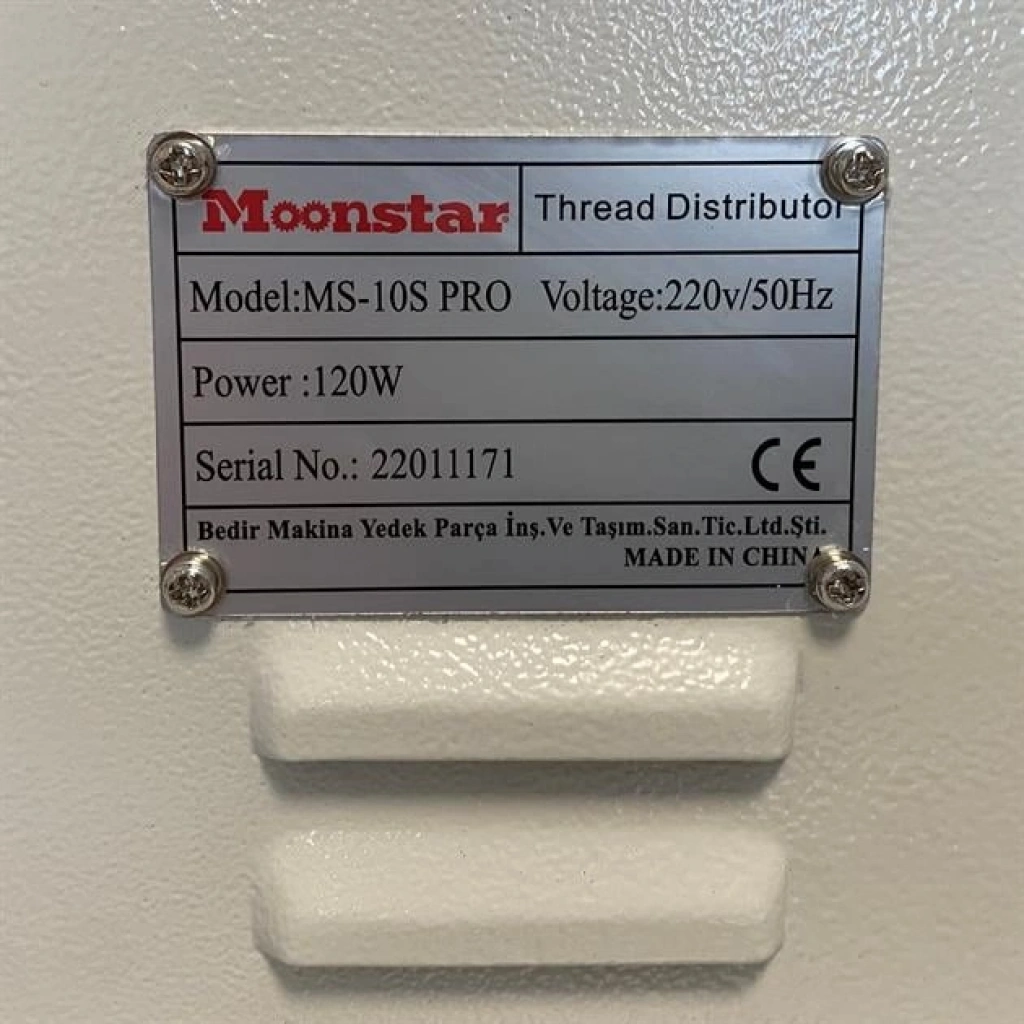 Moonstar Thread Distributor
Model:MS-10S PRO Voltage:220v/50Hz
Power :120W
Serial No.: 22011171
CE
Bedir Makina Yedek Parça İnş.Ve Taşım.San.Tic.Ltd.Şti.
MADE IN CHINA